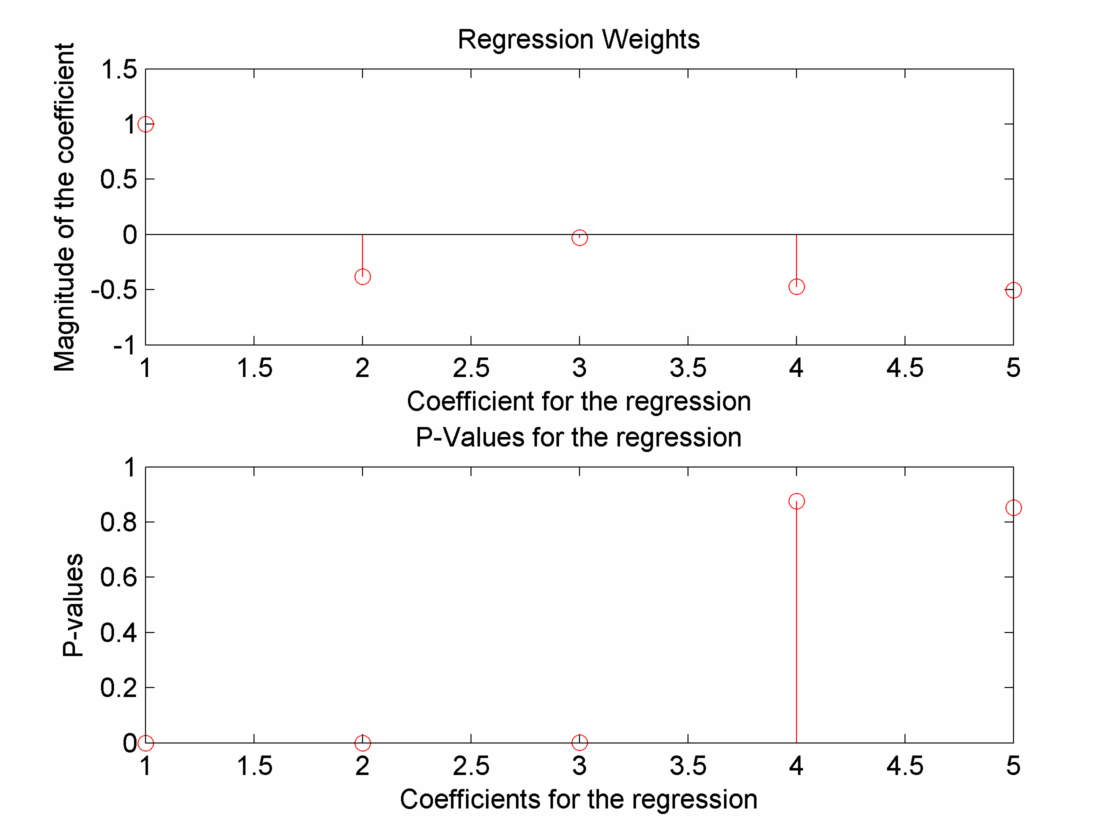 Regression Weights
Magnitude of the coefficient
1.5
1
0.5
0
-0.5
-1
1 1.5 2 2.5 3 3.5 4 4.5 5
Coefficient for the regression
P-Values for the regression
P-values
1
0.8
0.6
0.4
0.2
0
1 1.5 2 2.5 3 3.5 4 4.5 5
Coefficients for the regression